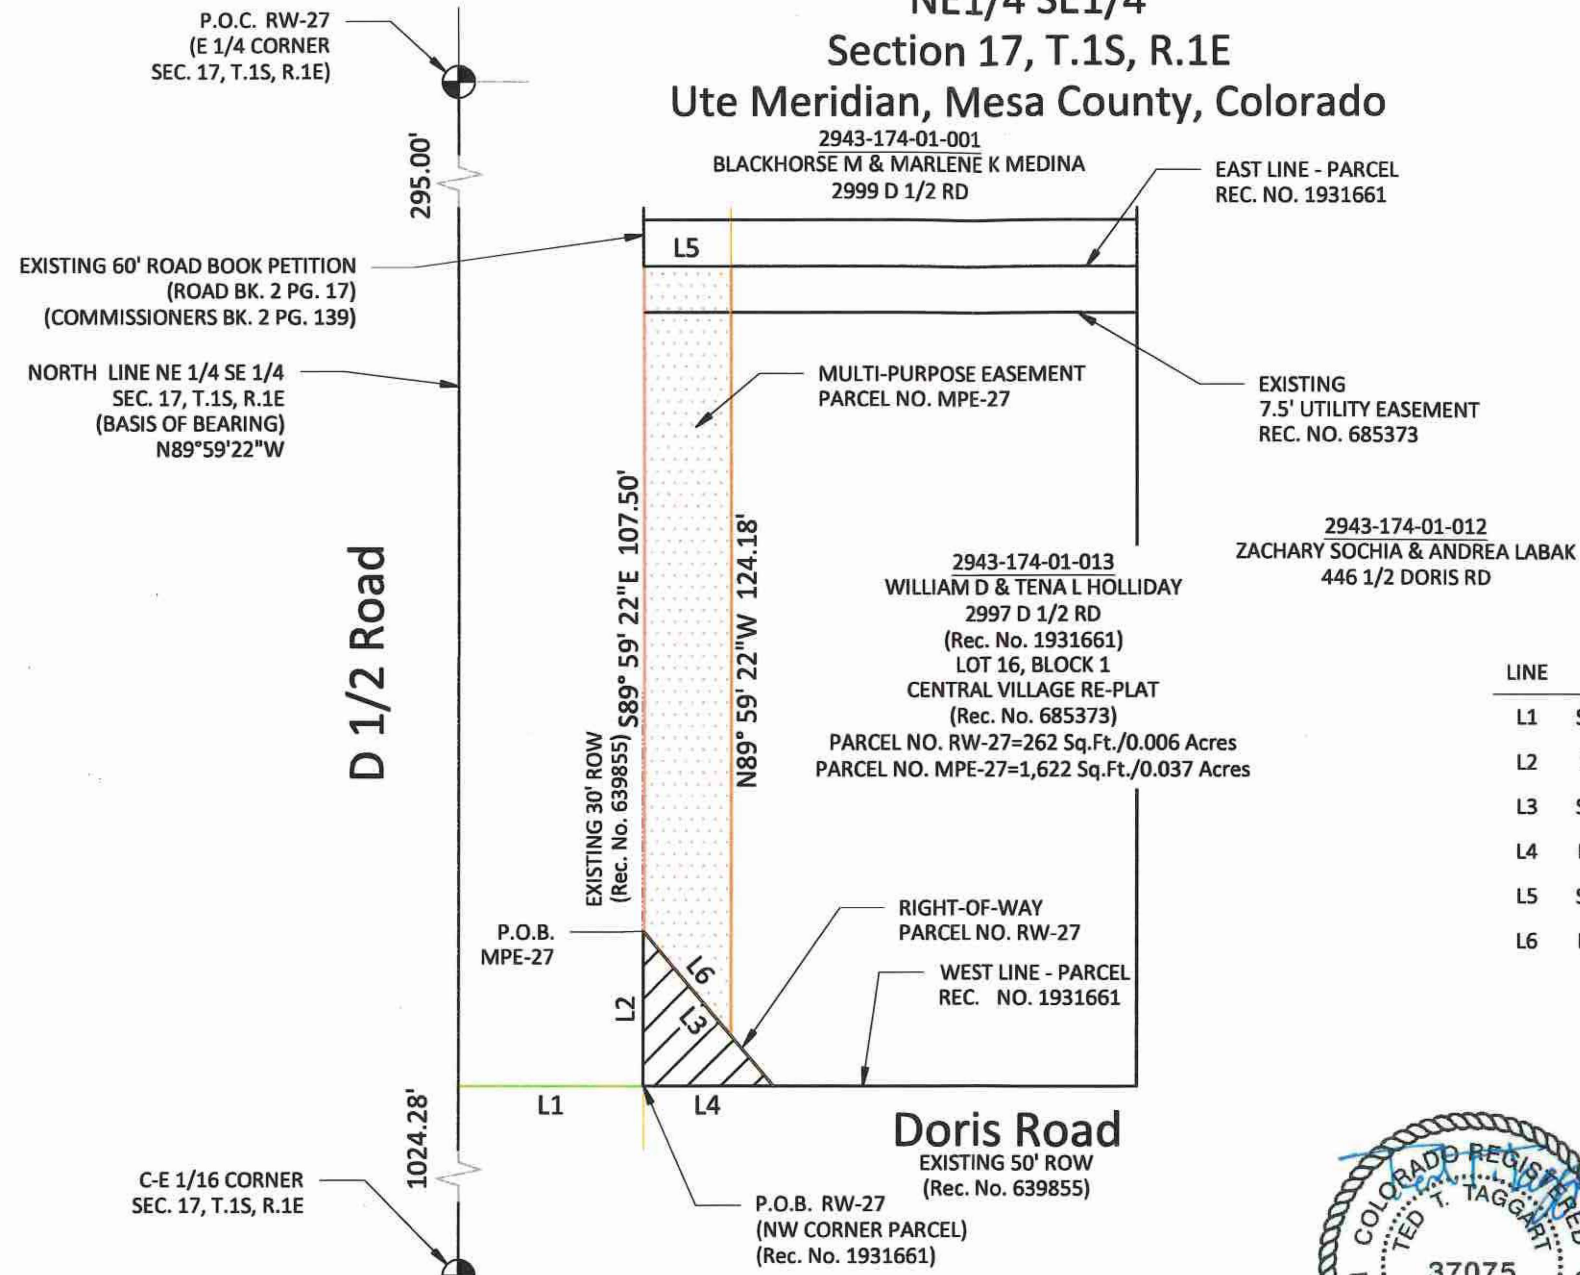 NE1/4 SE1/4
Section 17, T.1S, R.1E
Ute Meridian, Mesa County, Colorado
P.O.C. RW-27
(E 1/4 CORNER
SEC. 17, T.1S, R.1E)
295.00'
2943-174-01-001
BLACKHORSE M & MARLENE K MEDINA
2999 D 1/2 RD
EAST LINE - PARCEL
REC. NO. 1931661
L5
EXISTING 60' ROAD BOOK PETITION
(ROAD BK. 2 PG. 17)
(COMMISSIONERS BK. 2 PG. 139)
NORTH LINE NE 1/4 SE 1/4
SEC. 17, T.1S, R.1E
(BASIS OF BEARING)
N89°59'22"W
MULTI-PURPOSE EASEMENT
PARCEL NO. MPE-27
EXISTING
7.5' UTILITY EASEMENT
REC. NO. 685373
D 1/2 Road
S89° 59' 22"E 107.50'
N89° 59' 22"W 124.18'
EXISTING 30' ROW
(Rec. No. 639855)
2943-174-01-013
WILLIAM D & TENA L HOLLIDAY
2997 D 1/2 RD
(Rec. No. 1931661)
LOT 16, BLOCK 1
CENTRAL VILLAGE RE-PLAT
(Rec. No. 685373)
PARCEL NO. RW-27=262 Sq.Ft./0.006 Acres
PARCEL NO. MPE-27=1,622 Sq.Ft./0.037 Acres
2943-174-01-012
ZACHARY SOCHIA & ANDREA LABAK
446 1/2 DORIS RD
LINE
L1 S
L2
L3 S
L4
L5 S
L6
P.O.B.
MPE-27
L2
L6
L3
RIGHT-OF-WAY
PARCEL NO. RW-27
WEST LINE - PARCEL
REC. NO. 1931661
L1
L4
1024.28'
Doris Road
EXISTING 50' ROW
(Rec. No. 639855)
C-E 1/16 CORNER
SEC. 17, T.1S, R.1E
P.O.B. RW-27
(NW CORNER PARCEL)
(Rec. No. 1931661)
COLORADO REGISTERED
TED T. TAGGART
37075